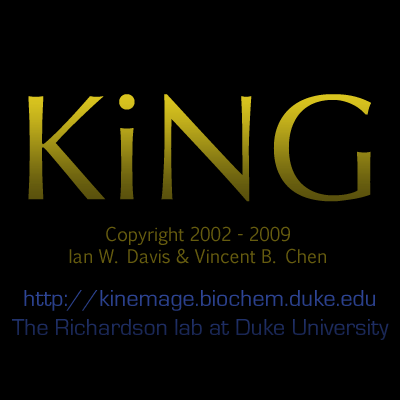 KiNG
Copyright 2002 - 2009
Ian W. Davis & Vincent B. Chen
http://kinemage.biochem.duke.edu
The Richardson lab at Duke University